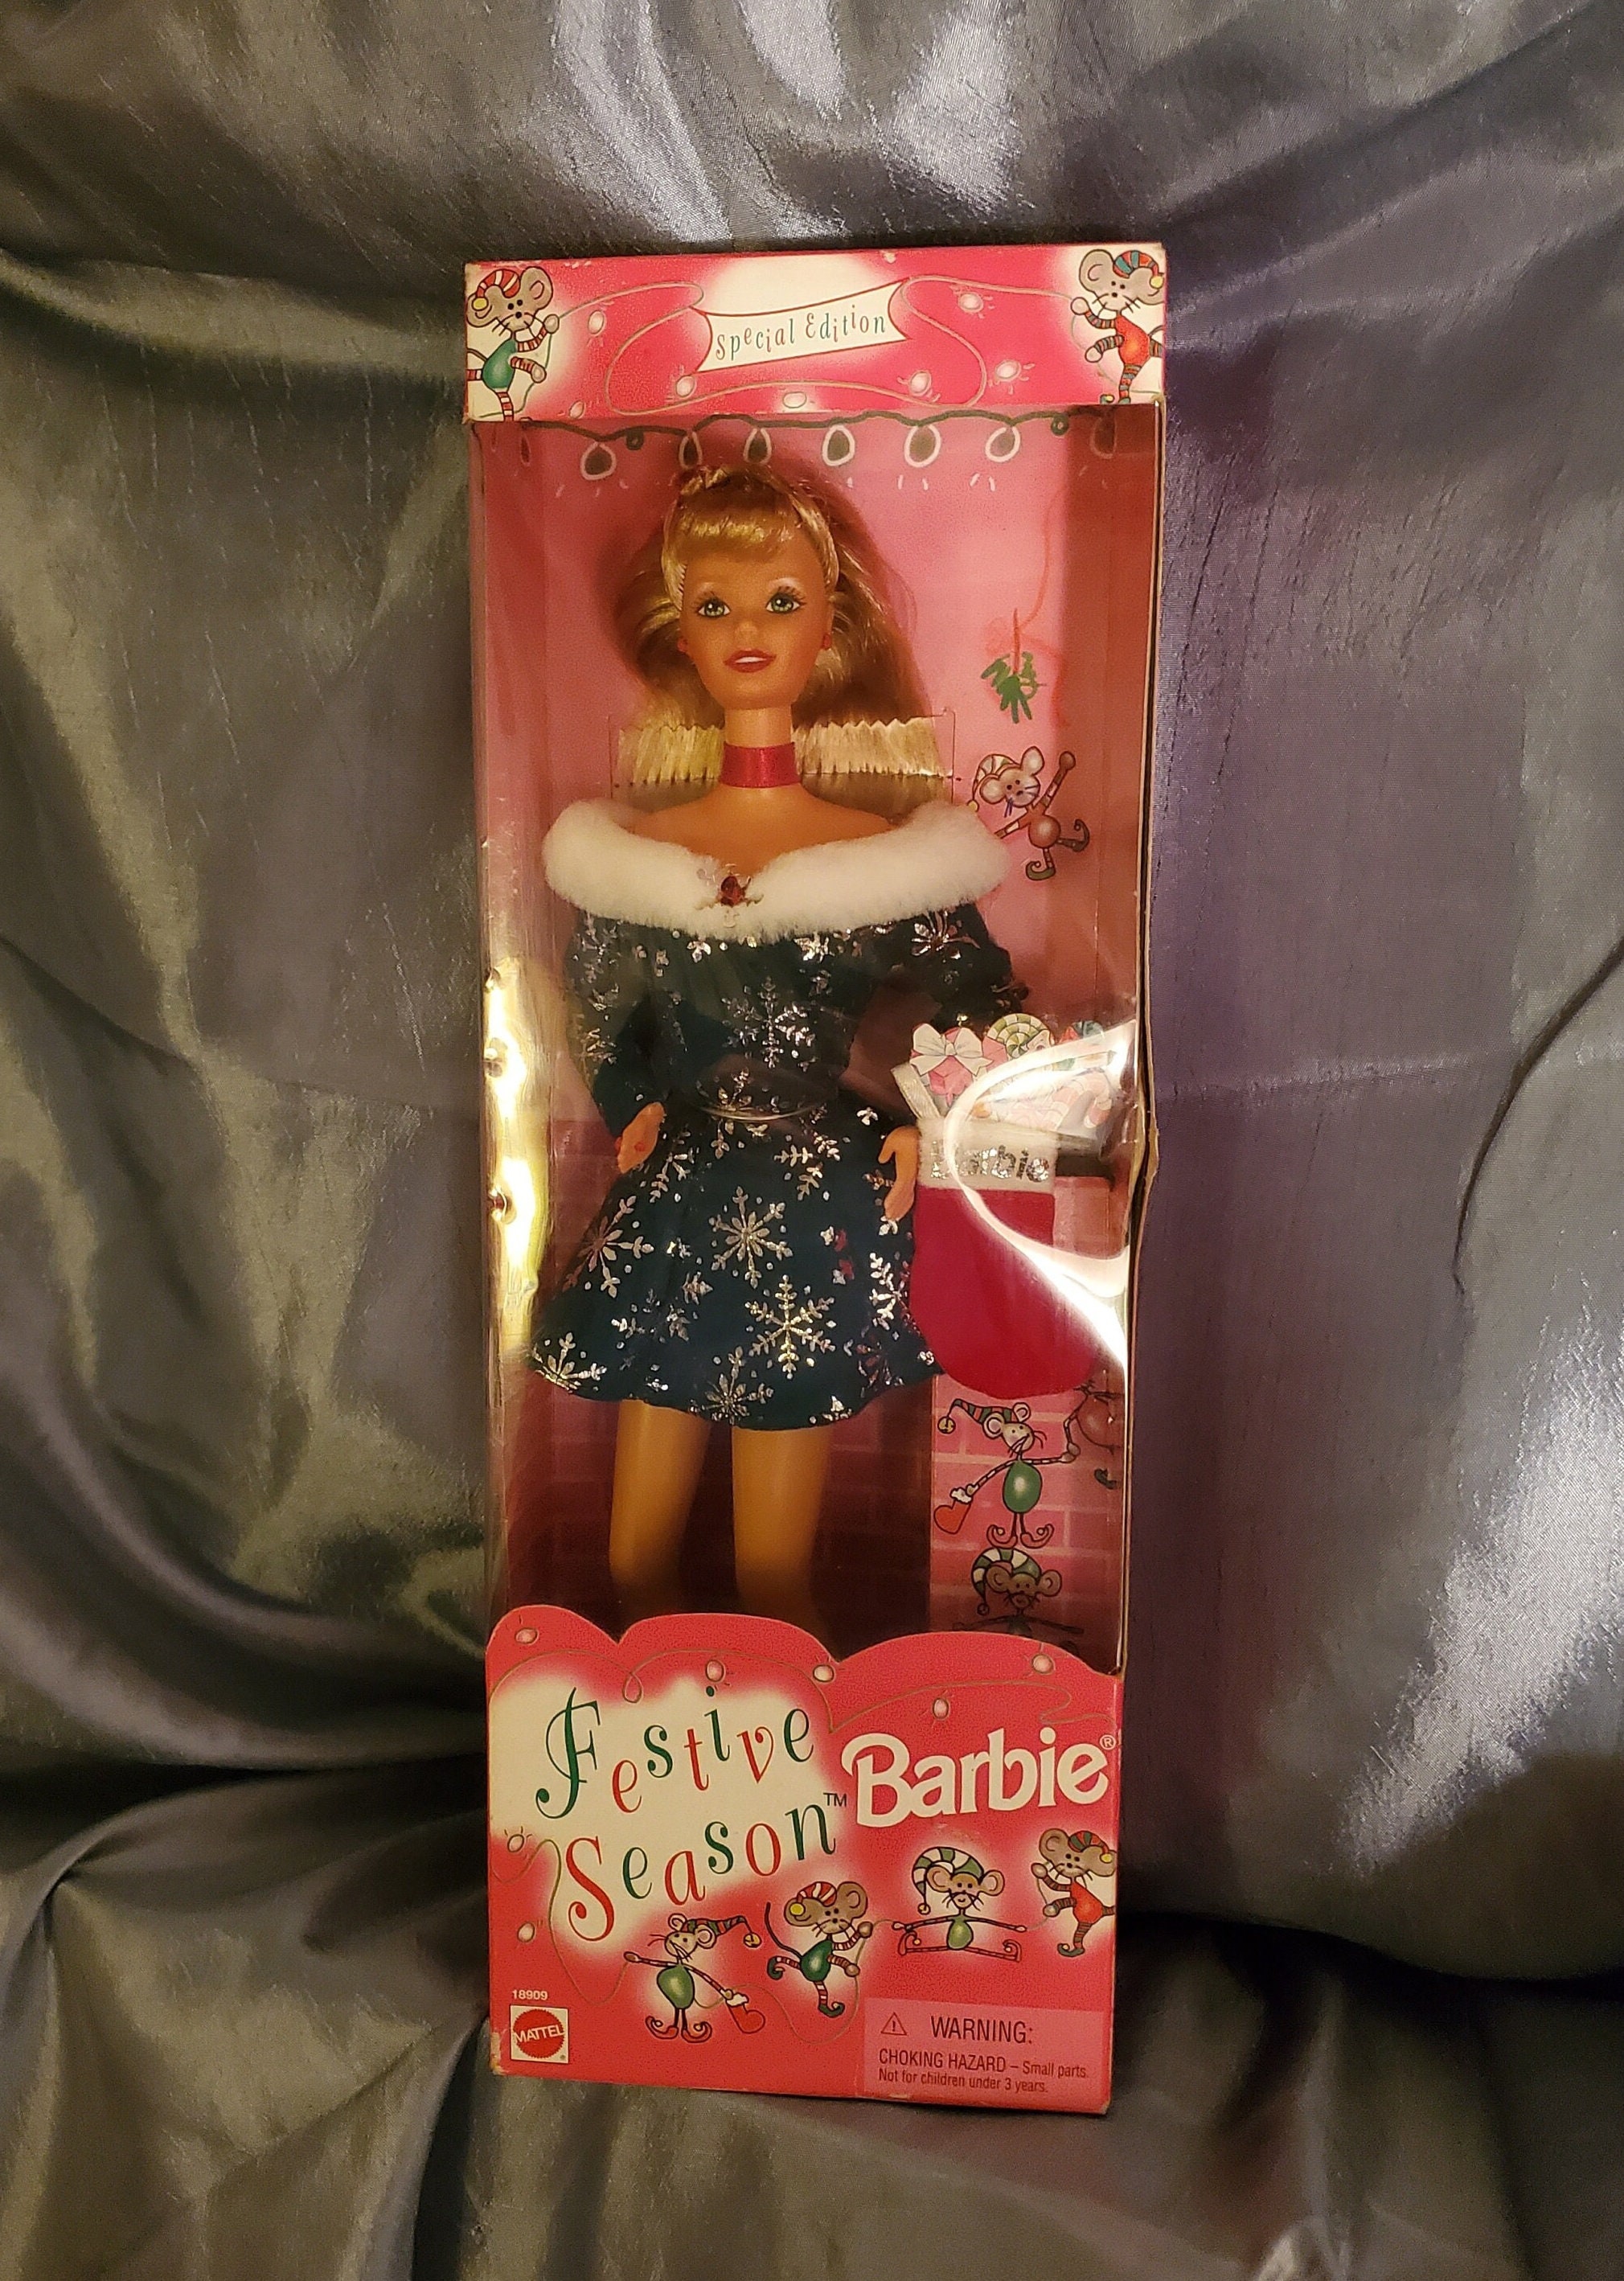 Special Edition
Barbie
Festive
Season™
Barbie®
18909
MATTEL
®
⚠ WARNING:
CHOKING HAZARD – Small parts.
Not for children under 3 years.